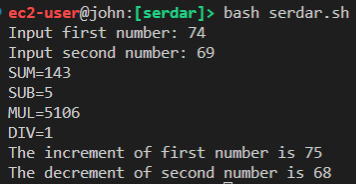 ec2-user@john:[serdar]> bash serdar.sh
Input first number: 74
Input second number: 69
SUM=143
SUB=5
MUL=5106
DIV=1
The increment of first number is 75
The decrement of second number is 68